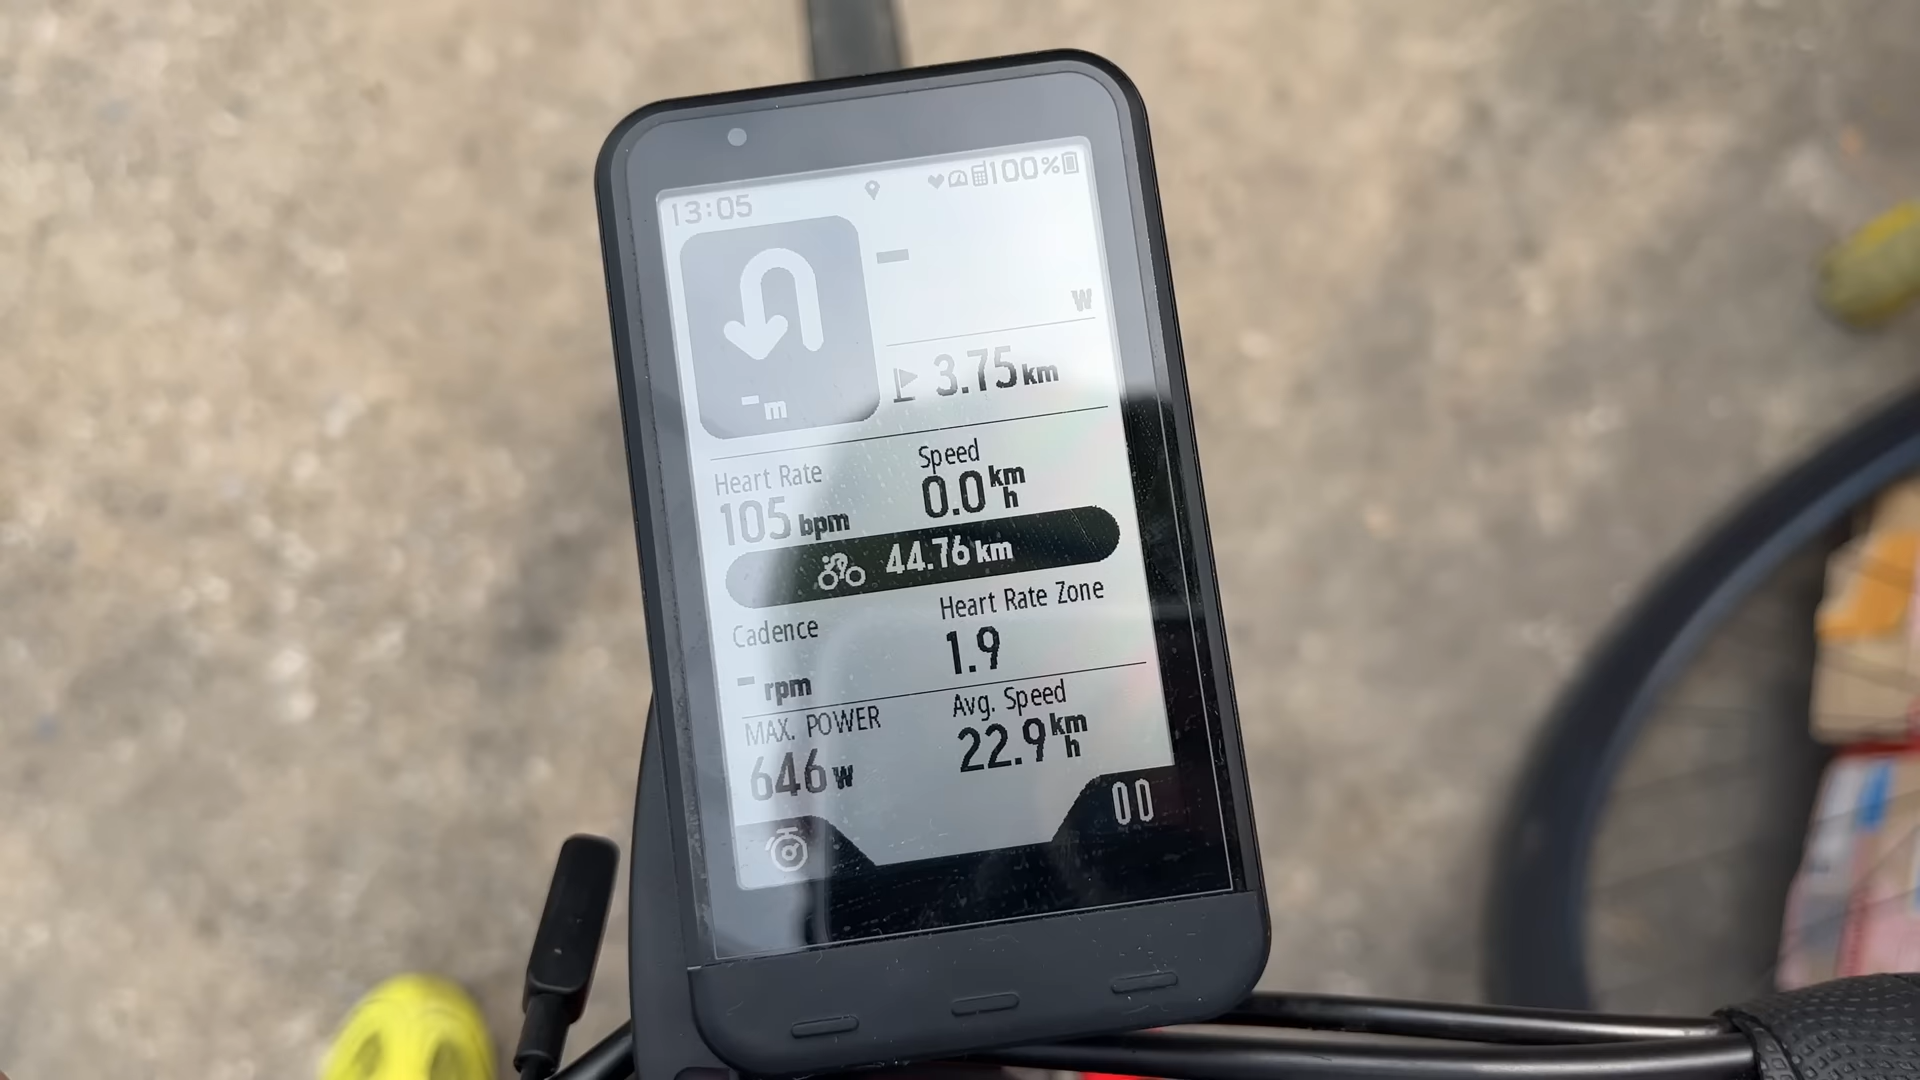 13:05 100%
-
W
3.75 km
- m
Heart Rate Speed
105 bpm 0.0 km h
44.76 km
Cadence Heart Rate Zone
- rpm 1.9
MAX. POWER Avg. Speed
646 W 22.9 km h